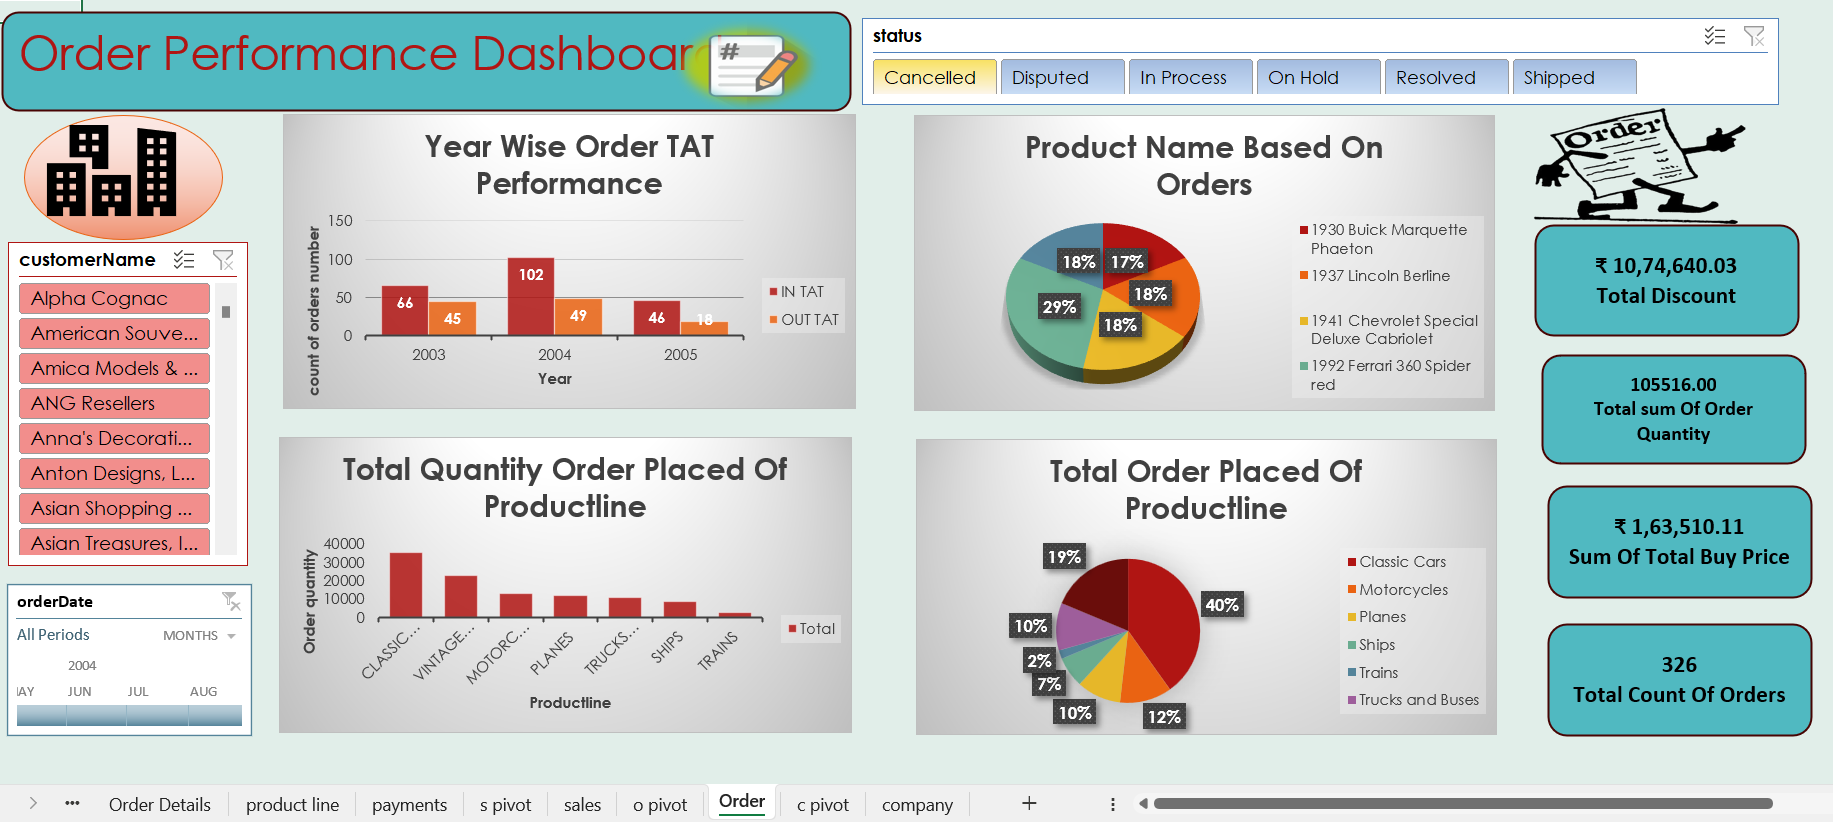 Order Performance Dashboar
#
status
Cancelled
Disputed
In Process
On Hold
Resolved
Shipped
Order
customerName
Alpha Cognac
American Souve...
Amica Models & ...
ANG Resellers
Anna's Decorati...
Anton Designs, L...
Asian Shopping ...
Asian Treasures, I...
orderDate
All Periods
MONTHS
2004
JUN
JUL
AUG
Year Wise Order TAT
Performance
count of orders number
150
100
50
0
66
45
102
49
46
18
2003
2004
2005
Year
IN TAT
OUT TAT
Product Name Based On
Orders
18%
17%
18%
18%
29%
1930 Buick Marquette
Phaeton
1937 Lincoln Berline
1941 Chevrolet Special
Deluxe Cabriolet
1992 Ferrari 360 Spider
red
Total Quantity Order Placed Of
Productline
Order quantity
40000
30000
20000
10000
0
CLASSIC...
VINTAGE...
MOTORC...
PLANES
TRUCKS...
SHIPS
TRAINS
Productline
Total
Total Order Placed Of
Productline
19%
40%
10%
2%
7%
10%
12%
Classic Cars
Motorcycles
Planes
Ships
Trains
Trucks and Buses
₹ 10,74,640.03
Total Discount
105516.00
Total sum Of Order
Quantity
₹ 1,63,510.11
Sum Of Total Buy Price
326
Total Count Of Orders
Order Details
product line
payments
s pivot
sales
o pivot
Order
c pivot
company